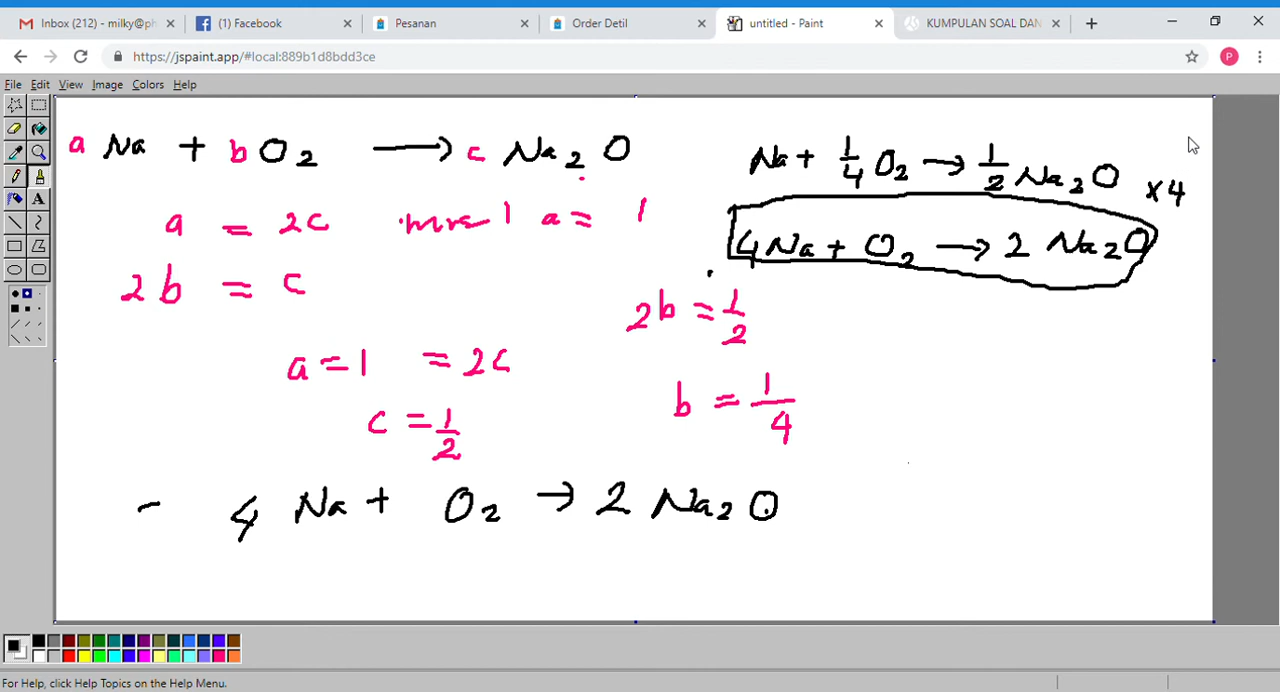 Inbox (212) - milky@ph
(1) Facebook
Pesanan
Order Detil
untitled - Paint
KUMPULAN SOAL DAN
https://jspaint.app/#local:889b1d8bdd3ce
P
File Edit View Image Colors Help
a Na + b O₂ → c Na₂O
a = 2c
a = 1
2b = c
a = 1 = 2c
c = 1/2
2b = 1/2
b = 1/4
Na + 1/4 O₂ → 1/2 Na₂O x 4
4Na + O₂ → 2 Na₂O
4 Na + O₂ → 2 Na₂O
For Help, click Help Topics on the Help Menu.